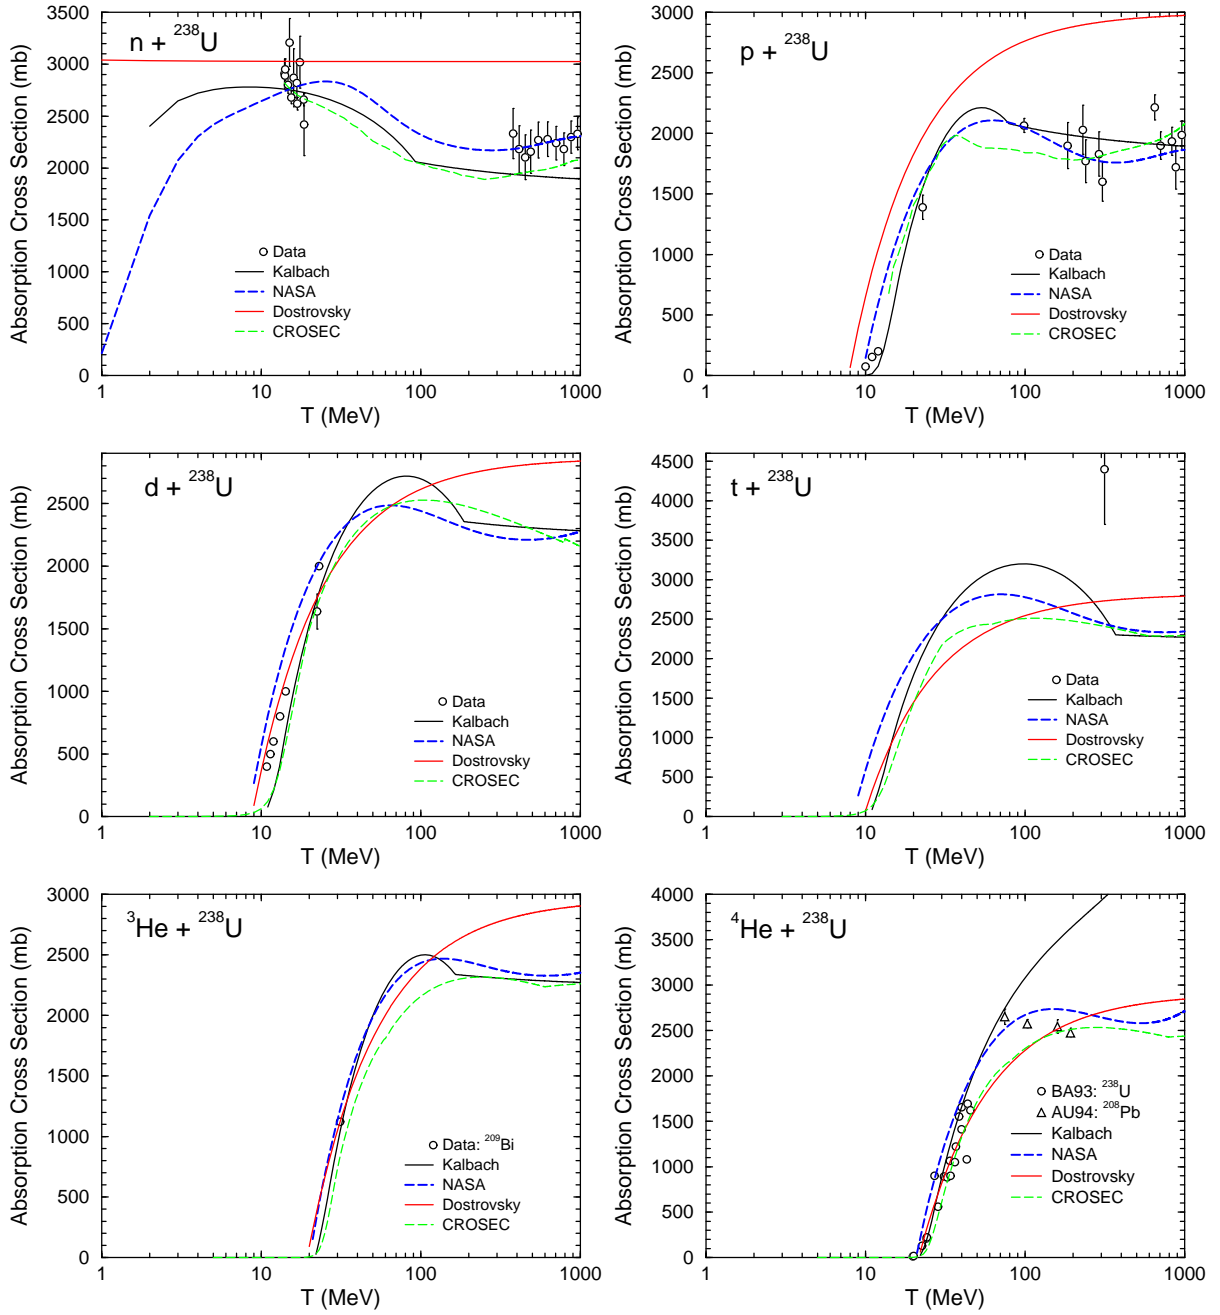 n + ²³⁸U
Absorption Cross Section (mb)
3500
3000
2500
2000
1500
1000
500
0
Data
Kalbach
NASA
Dostrovsky
CROSEC
1 10 100 1000
T (MeV)
p + ²³⁸U
Absorption Cross Section (mb)
3000
2500
2000
1500
1000
500
0
Data
Kalbach
NASA
Dostrovsky
CROSEC
1 10 100 1000
T (MeV)
d + ²³⁸U
Absorption Cross Section (mb)
2500
2000
1500
1000
500
0
Data
Kalbach
NASA
Dostrovsky
CROSEC
1 10 100 1000
T (MeV)
t + ²³⁸U
Absorption Cross Section (mb)
4500
4000
3500
3000
2500
2000
1500
1000
500
0
Data
Kalbach
NASA
Dostrovsky
CROSEC
1 10 100 1000
T (MeV)
³He + ²³⁸U
Absorption Cross Section (mb)
3000
2500
2000
1500
1000
500
0
Data: ²⁰⁹Bi
Kalbach
NASA
Dostrovsky
CROSEC
1 10 100 1000
T (MeV)
⁴He + ²³⁸U
Absorption Cross Section (mb)
4000
3500
3000
2500
2000
1500
1000
500
0
BA93: ²³⁸U
AU94: ²⁰⁸Pb
Kalbach
NASA
Dostrovsky
CROSEC
1 10 100 1000
T (MeV)